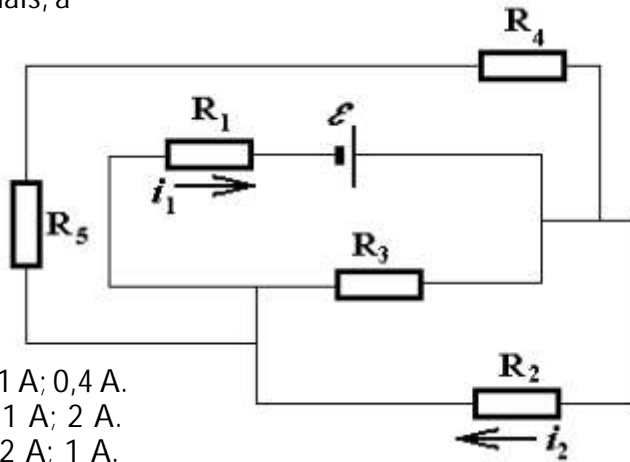 a
R4
R1
ℰ
i1
R5
R3
1 A; 0,4 A.
1 A; 2 A.
2 A; 1 A.
R2
i2